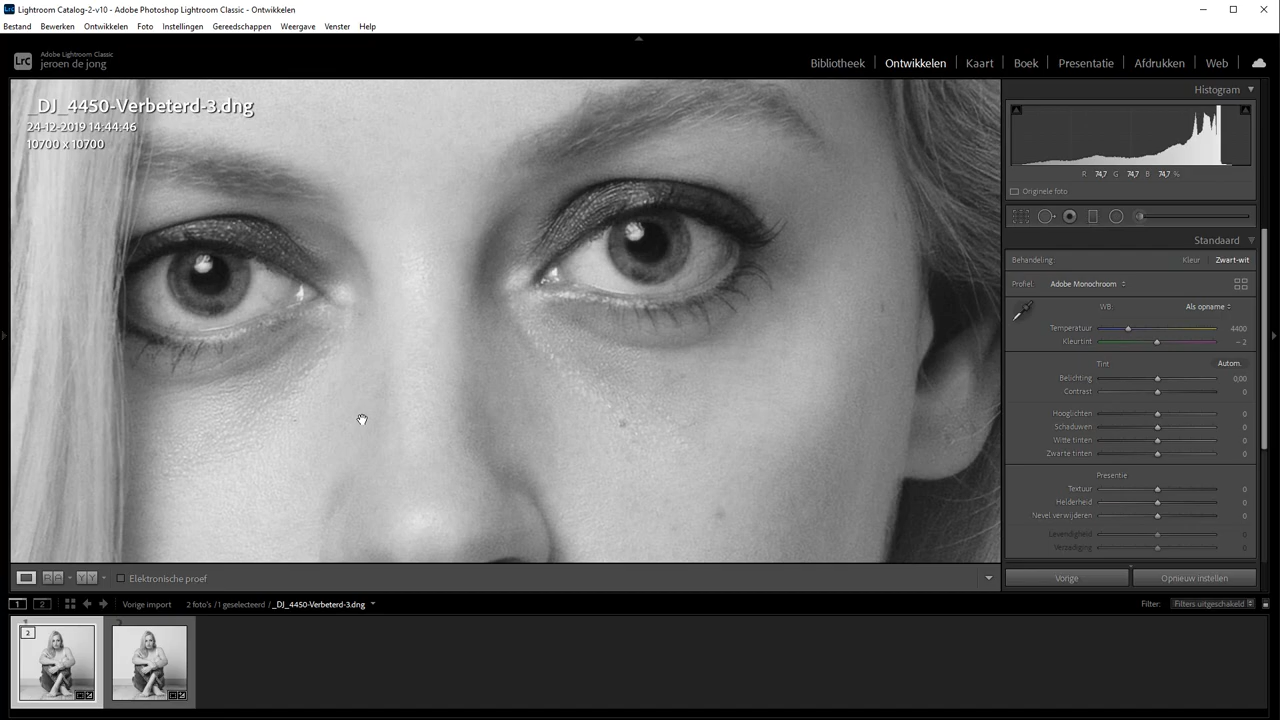 Lightroom Catalog-2-v10 - Adobe Photoshop Lightroom Classic - Ontwikkelen
Bestand Bewerken Ontwikkelen Foto Instellingen Gereedschappen Weergave Venster Help
LrC Adobe Lightroom Classic
jeroen de jong
Bibliotheek | Ontwikkelen | Kaart | Boek | Presentatie | Afdrukken | Web
_DJ_4450-Verbeterd-3.dng
24-12-2019 14:44:46
10700 x 10700
Histogram
R 74,7 G 74,7 B 74,7 %
Originele foto
Standaard
Behandeling: Kleur Zwart-wit
Profiel: Adobe Monochroom
WB: Als opname
Temperatuur 4400
Kleurtint - 2
Tint Autom.
Belichting 0,00
Contrast 0
Hooglichten 0
Schaduwen 0
Witte tinten 0
Zwarte tinten 0
Presentie
Textuur 0
Helderheid 0
Nevel verwijderen 0
Levendigheid 0
Verzadiging 0
Elektronische proef
Vorige Opnieuw instellen
1 2 Vorige import 2 foto's /1 geselecteerd /_DJ_4450-Verbeterd-3.dng Filter: Filters uitgeschakeld
1 2
2